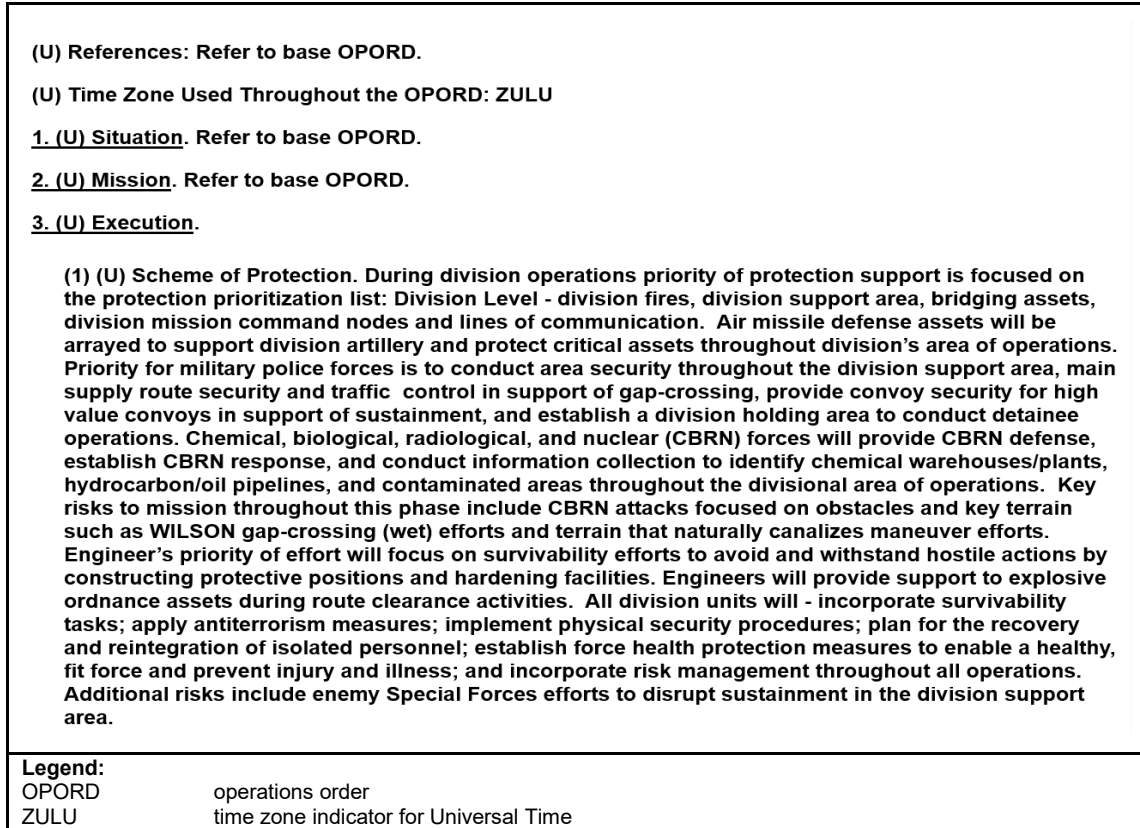 (U) References: Refer to base OPORD.
(U) Time Zone Used Throughout the OPORD: ZULU
1. (U) Situation. Refer to base OPORD.
2. (U) Mission. Refer to base OPORD.
3. (U) Execution.
(1) (U) Scheme of Protection. During division operations priority of protection support is focused on
the protection prioritization list: Division Level - division fires, division support area, bridging assets,
division mission command nodes and lines of communication.  Air missile defense assets will be
arrayed to support division artillery and protect critical assets throughout division’s area of operations.
Priority for military police forces is to conduct area security throughout the division support area, main
supply route security and traffic  control in support of gap-crossing, provide convoy security for high
value convoys in support of sustainment, and establish a division holding area to conduct detainee
operations. Chemical, biological, radiological, and nuclear (CBRN) forces will provide CBRN defense,
establish CBRN response, and conduct information collection to identify chemical warehouses/plants,
hydrocarbon/oil pipelines, and contaminated areas throughout the divisional area of operations.  Key
risks to mission throughout this phase include CBRN attacks focused on obstacles and key terrain
such as WILSON gap-crossing (wet) efforts and terrain that naturally canalizes maneuver efforts.
Engineer’s priority of effort will focus on survivability efforts to avoid and withstand hostile actions by
constructing protective positions and hardening facilities. Engineers will provide support to explosive
ordnance assets during route clearance activities.  All division units will - incorporate survivability
tasks; apply antiterrorism measures; implement physical security procedures; plan for the recovery
and reintegration of isolated personnel; establish force health protection measures to enable a healthy,
fit force and prevent injury and illness; and incorporate risk management throughout all operations.
Additional risks include enemy Special Forces efforts to disrupt sustainment in the division support
area.
Legend:
OPORD operations order
ZULU time zone indicator for Universal Time